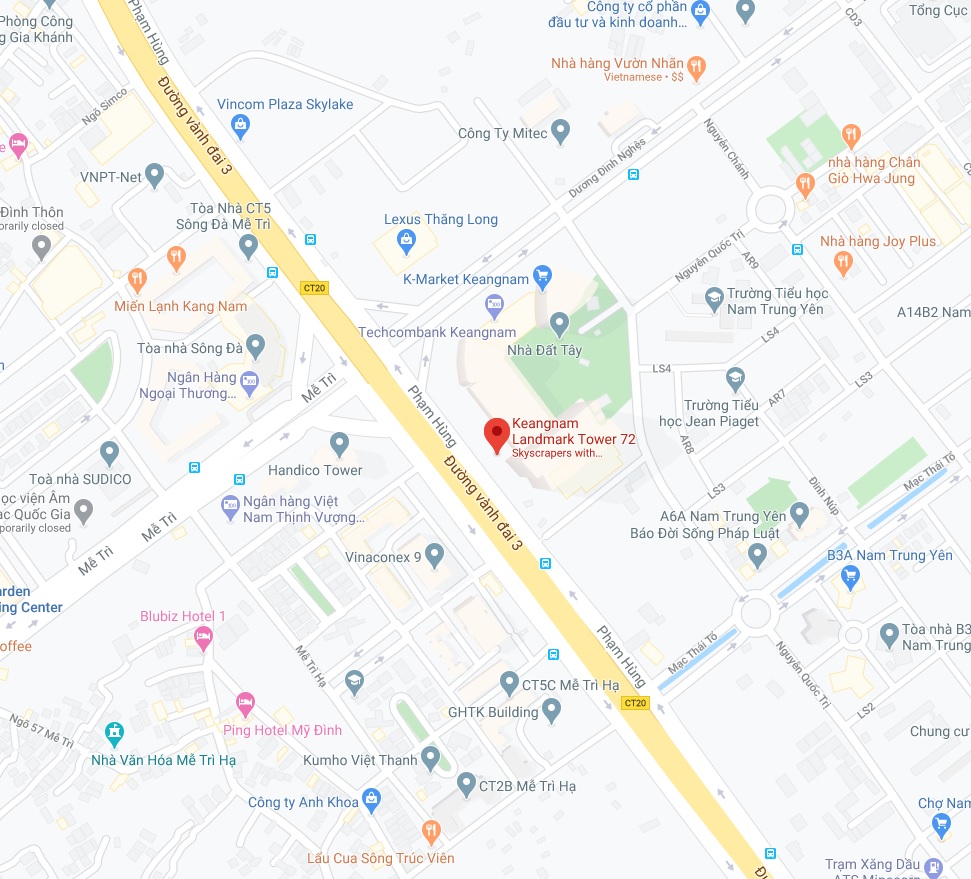 Phòng Công
g Gia Khánh
Phạm Hùng
Công ty cổ phần
đầu tư và kinh doanh...
CD3
Tổng Cục
Nhà hàng Vườn Nhãn
Vietnamese • $$
Ngõ Simco
Đường vành đai 3
Vincom Plaza Skylake
Công Ty Mitec
Nguyễn Chánh
Dương Đình Nghệ
nhà hàng Chân
Giò Hwa Jung
VNPT-Net
Đình Thôn
orarily closed
Tòa Nhà CT5
Sông Đà Mễ Trì
Lexus Thăng Long
Nguyễn Quốc Trị
AR9
Nhà hàng Joy Plus
K-Market Keangnam
CT20
Miến Lạnh Kang Nam
Techcombank Keangnam
Trường Tiểu học
Nam Trung Yên
A14B2 Nam
Tòa nhà Sông Đà
Nhà Đất Tây
LS4
LS4
Ngân Hàng
Ngoại Thương...
Mễ Trì
LS3
AR7
Trường Tiểu
học Jean Piaget
Phạm Hùng
Keangnam
Landmark Tower 72
Skyscrapers with...
AR8
Handico Tower
Toà nhà SUDICO
Đường vành đai 3
LS3
Đinh Núp
Mạc Thái Tổ
ọc viện Âm
ạc Quốc Gia
porarily closed
Mễ Trì
Mễ Trì
Ngân hàng Việt
Nam Thịnh Vượng...
A6A Nam Trung Yên
Báo Đời Sống Pháp Luật
Vinaconex 9
B3A Nam Trung Yên
arden
ing Center
Blubiz Hotel 1
offee
Phạm Hùng
Mạc Thái Tổ
Tòa nhà B3
Nam Trung
Mễ Trì Hạ
Nguyễn Quốc Trị
CT5C Mễ Trì Hạ
CT20
LS2
GHTK Building
Ngõ 57 Mễ Trì
Ping Hotel Mỹ Đình
Chung cư
Nhà Văn Hóa Mễ Trì Hạ
Kumho Việt Thanh
CT2B Mễ Trì Hạ
Công ty Anh Khoa
Chợ Nam
Lẩu Cua Sông Trúc Viên
Trạm Xăng Dầu